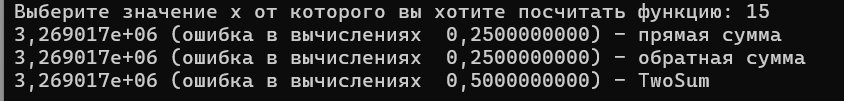 Выберите значение x от которого вы хотите посчитать функцию: 15
3,269017e+06 (ошибка в вычислениях  0,2500000000) - прямая сумма
3,269017e+06 (ошибка в вычислениях  0,2500000000) - обратная сумма
3,269017e+06 (ошибка в вычислениях  0,5000000000) - TwoSum